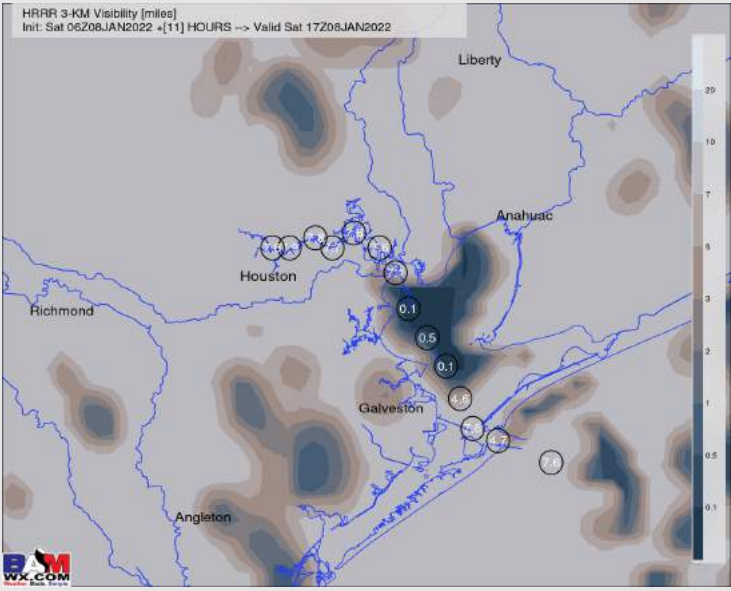 HRRR 3-KM Visibility [miles]
Init: Sat 06Z08JAN2022 +[11] HOURS --> Valid Sat 17Z08JAN2022
Liberty
20
10
7
Anahuac
5
Houston
3
0.1
Richmond
0.5
2
0.1
4.6
1
Galveston
4.7
7.6
0.5
0.1
Angleton
BAM
WX.COM